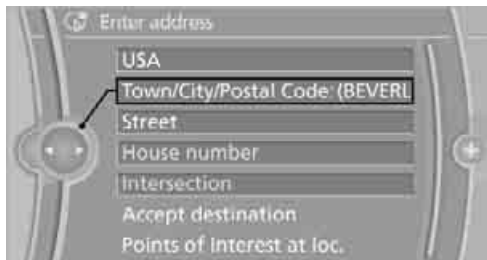 Enter address
USA
Town/City/Postal Code: (BEVERL
Street
House number
Intersection
Accept destination
Points of Interest at loc.